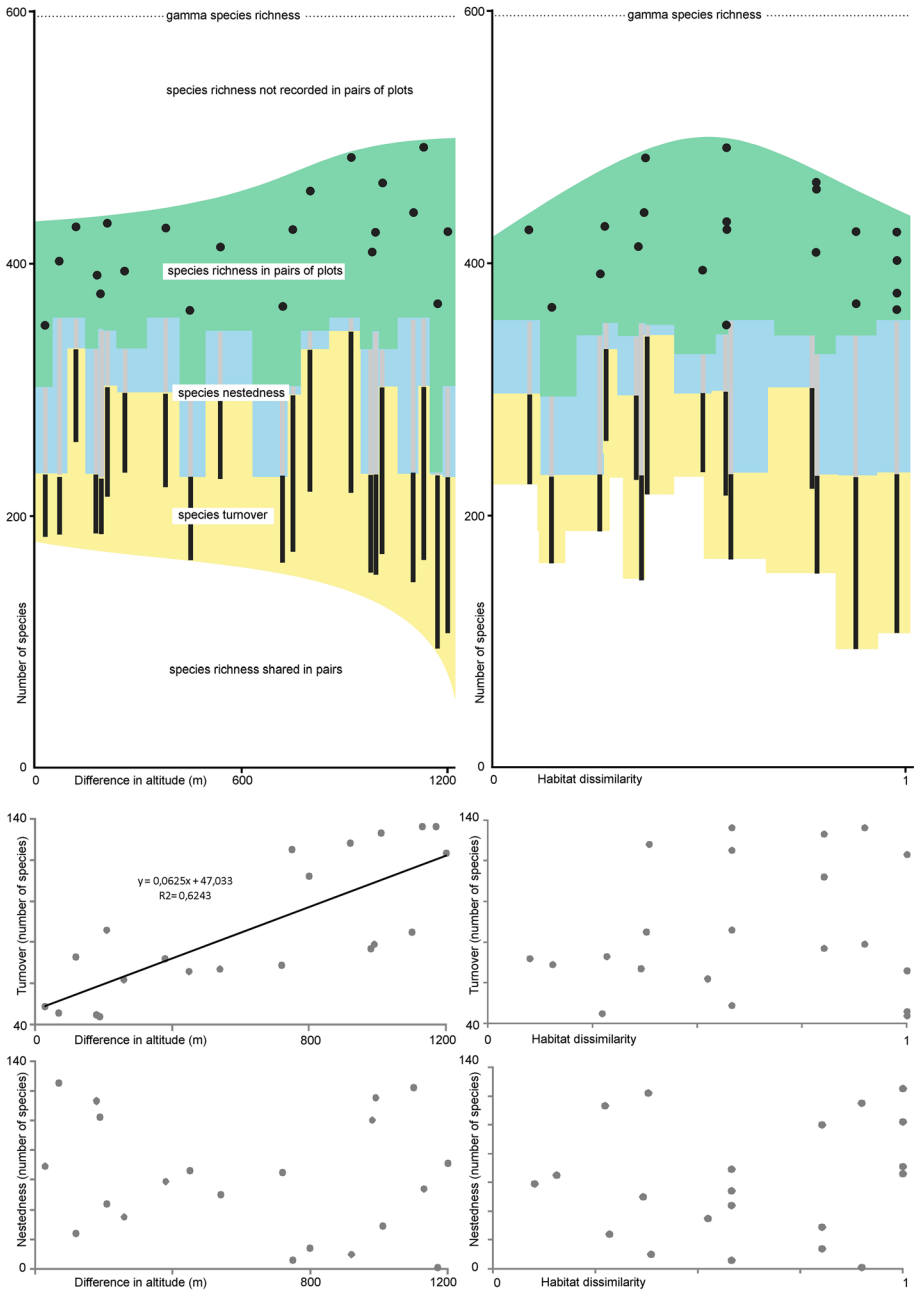 600
gamma species richness
species richness not recorded in pairs of plots
400
species richness in pairs of plots
species nestedness
200
species turnover
Number of species
species richness shared in pairs
0
0
Difference in altitude (m)
600
1200
600
gamma species richness
400
200
Number of species
0
0
Habitat dissimilarity
1
140
Turnover (number of species)
y = 0,0625x + 47,033
R2= 0,6243
40
0
Difference in altitude (m)
800
1200
140
Turnover (number of species)
40
0
Habitat dissimilarity
1
140
Nestedness (number of species)
0
0
Difference in altitude (m)
800
1200
140
Nestedness (number of species)
0
0
Habitat dissimilarity
1